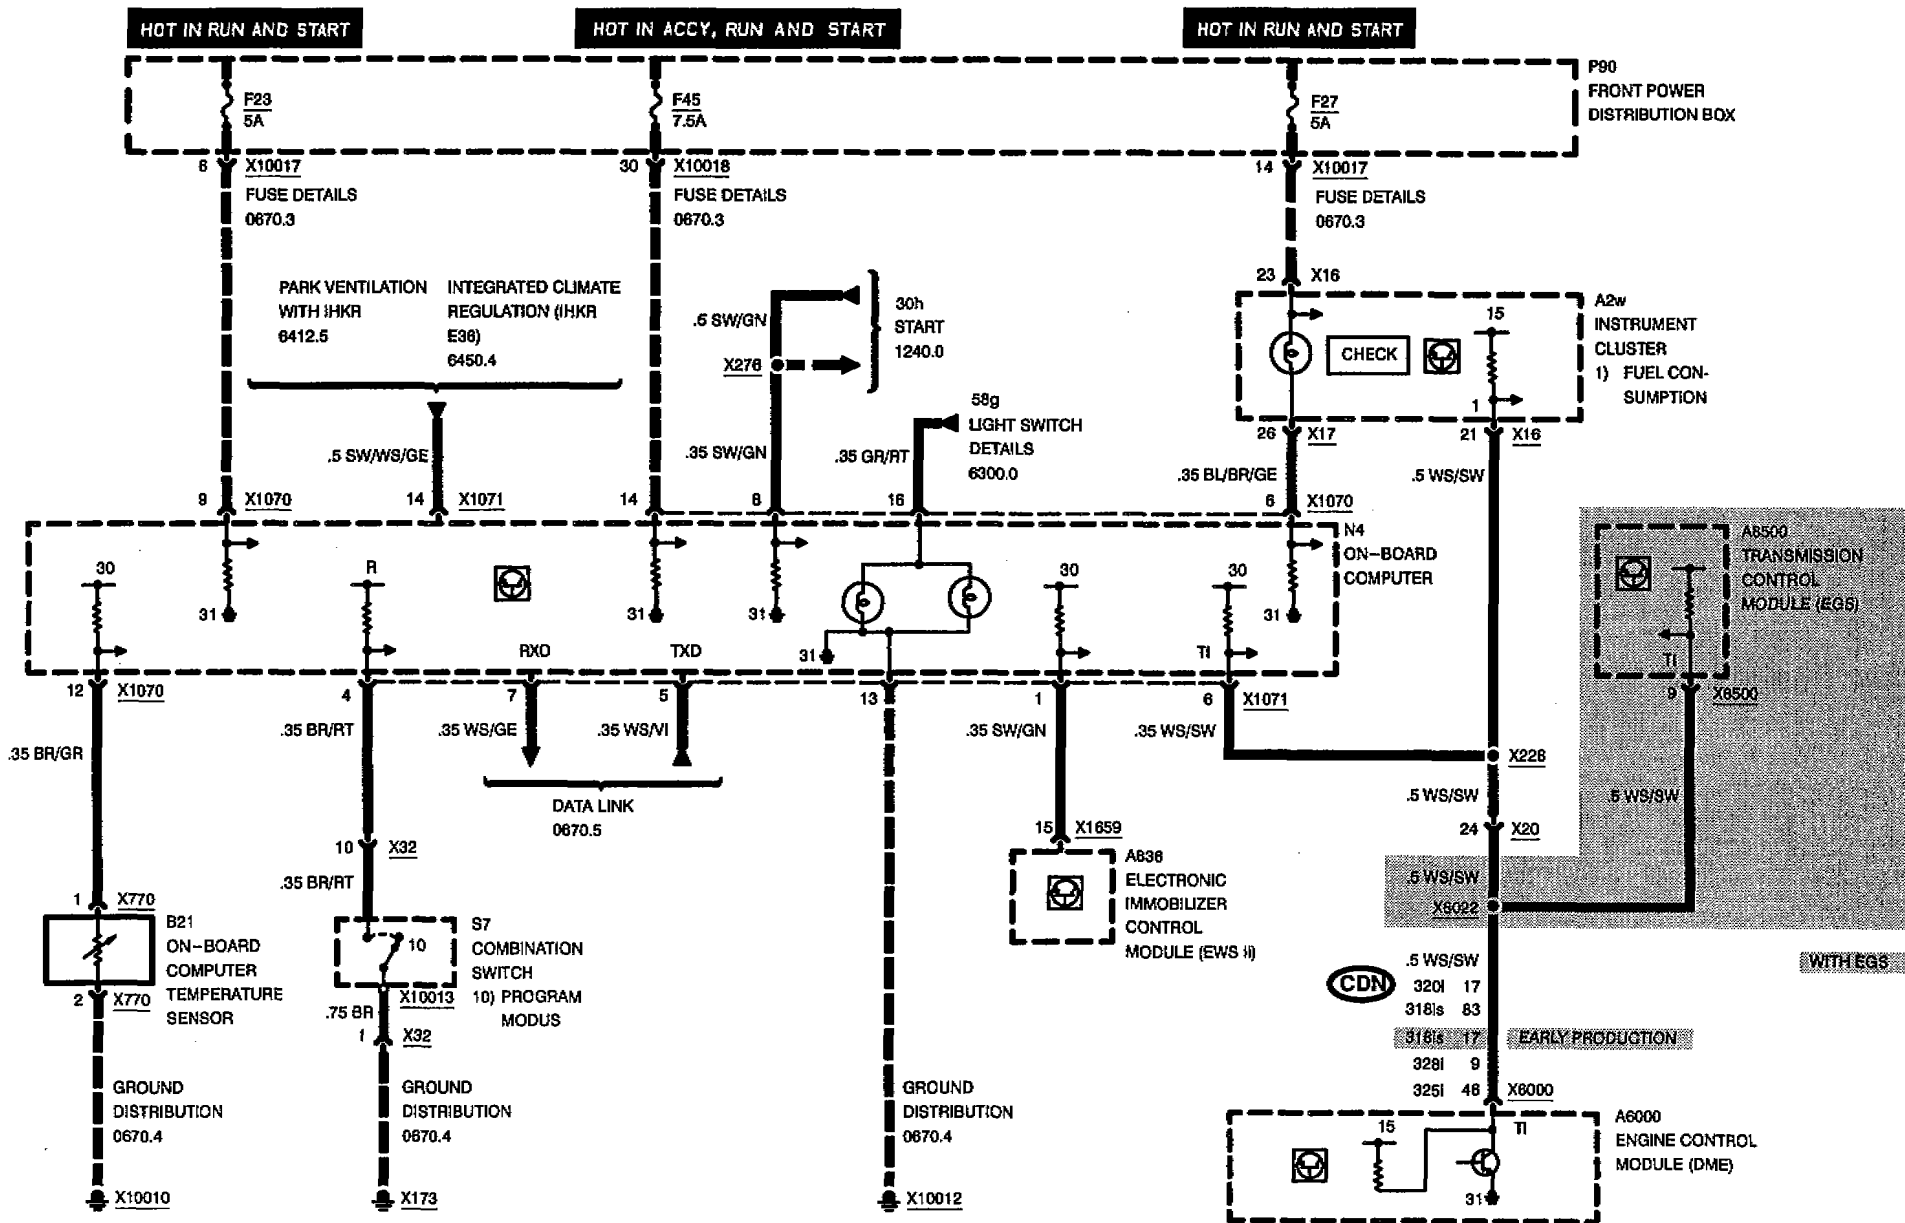 HOT IN RUN AND START
HOT IN ACCY, RUN AND START
HOT IN RUN AND START
P90
FRONT POWER
DISTRIBUTION BOX
F23
5A
F45
7.5A
F27
5A
6 X10017
30 X10018
14 X10017
FUSE DETAILS
0670.3
FUSE DETAILS
0670.3
FUSE DETAILS
0670.3
PARK VENTILATION
WITH IHKR
6412.5
INTEGRATED CLIMATE
REGULATION (IHKR
E36)
6450.4
.5 SW/GN
30h
START
1240.0
X276
23 X16
A2w
INSTRUMENT
CLUSTER
1) FUEL CON-
SUMPTION
CHECK
15
1
58g
LIGHT SWITCH
DETAILS
6300.0
.5 SW/WS/GE
.35 SW/GN
.35 GR/RT
26 X17
21 X16
.35 BL/BR/GE
.5 WS/SW
9 X1070
14 X1071
14
8
16
6 X1070
N4
ON-BOARD
COMPUTER
30
R
31
31
31
31
30
30
31
RXD
TXD
TI
A8500
TRANSMISSION
CONTROL
MODULE (EGS)
TI
9 X8500
12 X1070
4
7
5
13
1
6 X1071
.35 BR/GR
.35 BR/RT
.35 WS/GE
.35 WS/VI
.35 SW/GN
.35 WS/SW
X228
DATA LINK
0670.5
.5 WS/SW
.5 WS/SW
24 X20
10 X32
15 X1659
.35 BR/RT
A836
ELECTRONIC
IMMOBILIZER
CONTROL
MODULE (EWS II)
.5 WS/SW
X6022
1 X770
B21
ON-BOARD
COMPUTER
TEMPERATURE
SENSOR
2 X770
10
S7
COMBINATION
SWITCH
10) PROGRAM
MODUS
X10013
.75 BR
1 X32
WITH EGS
.5 WS/SW
CDN
320i 17
318is 83
318is 17 EARLY PRODUCTION
328i 9
325i 46 X6000
GROUND
DISTRIBUTION
0670.4
GROUND
DISTRIBUTION
0670.4
GROUND
DISTRIBUTION
0670.4
A6000
ENGINE CONTROL
MODULE (DME)
15
TI
31
X10010
X173
X10012